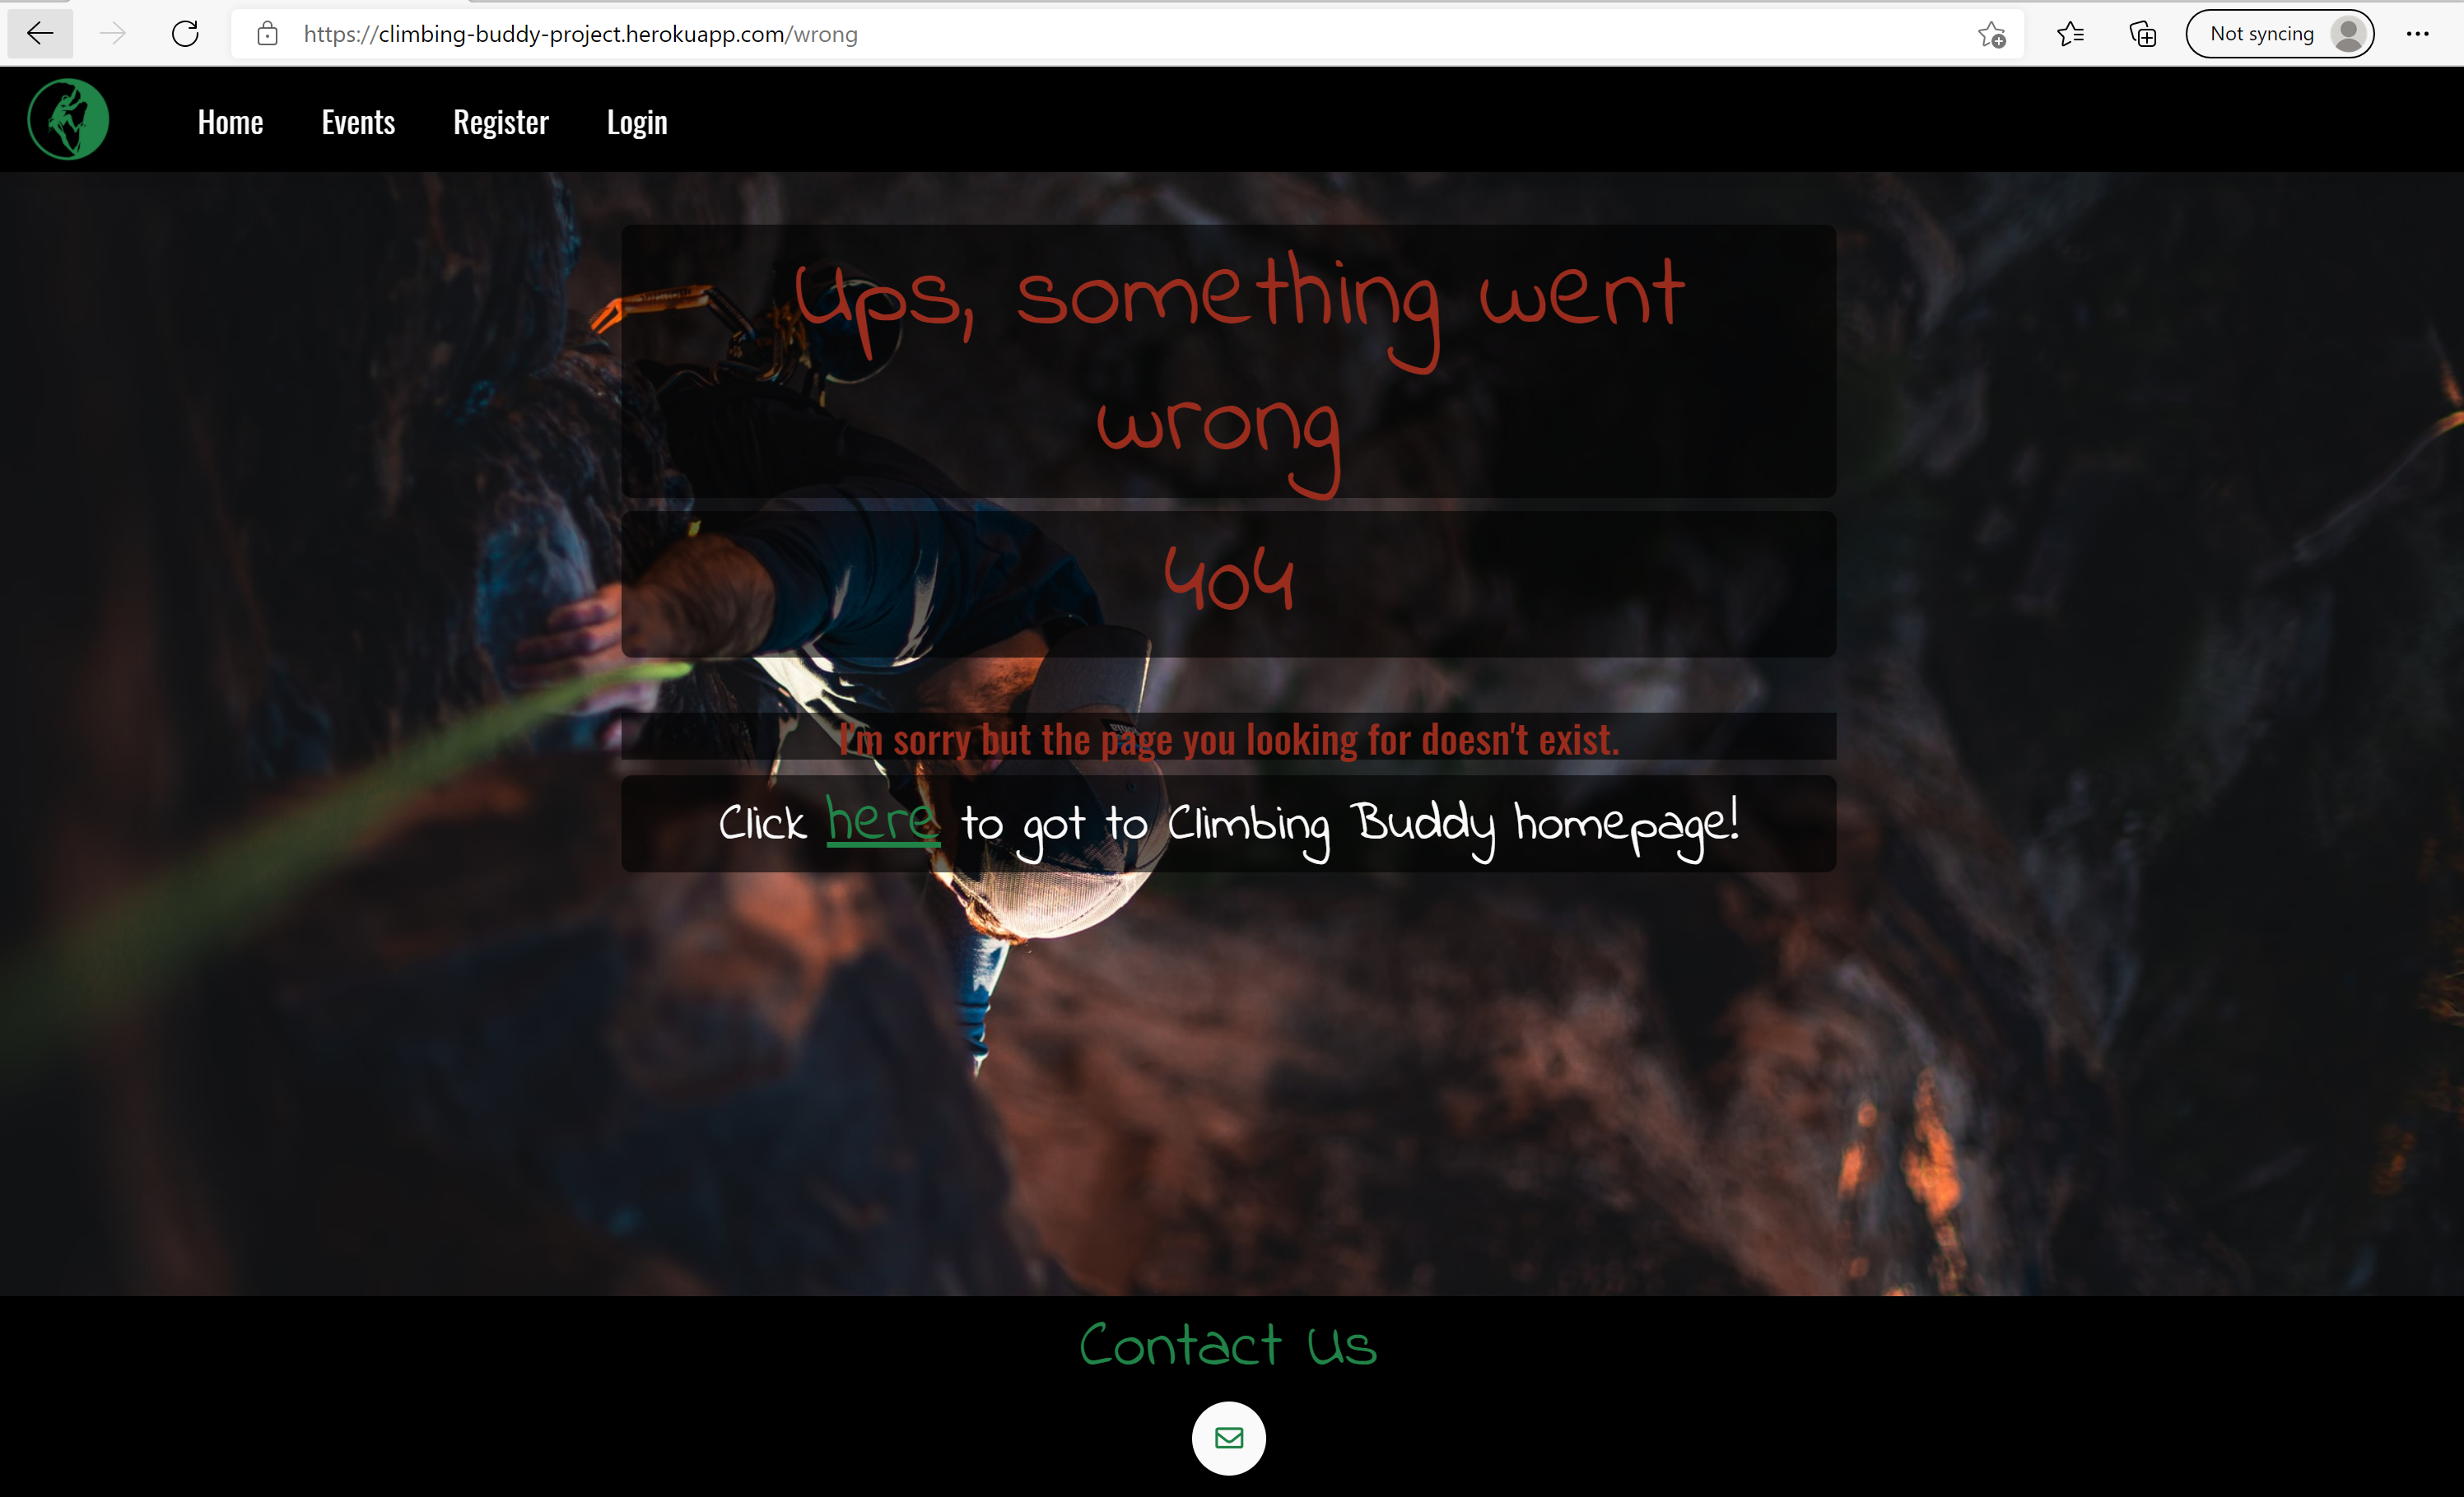 https://climbing-buddy-project.herokuapp.com/wrong
Not syncing
Home Events Register Login
Ups, something went
wrong
404
I'm sorry but the page you looking for doesn't exist.
Click here to got to Climbing Buddy homepage!
Contact Us